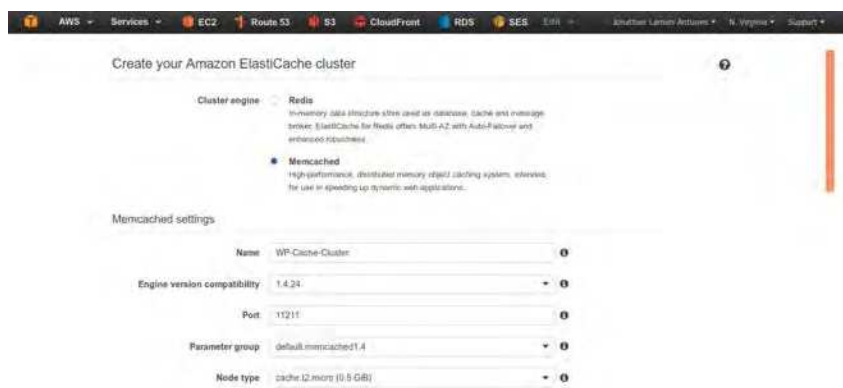 AWS Services EC2 Route 53 S3 CloudFront RDS SES Edit N. Virginia Support
Create your Amazon ElastiCache cluster
Cluster engine Redis
In-memory data structure store used as database, cache and message
broker. ElastiCache for Redis offers Multi-AZ with Auto-Failover and
enhanced robustness.
Memcached
High-performance, distributed memory object caching system, intended
for use in speeding up dynamic web applications.
Memcached settings
Name WP-Cache-Cluster
Engine version compatibility 1.4.24
Port 11211
Parameter group default.memcached1.4
Node type cache.t2.micro (0.5 GiB)